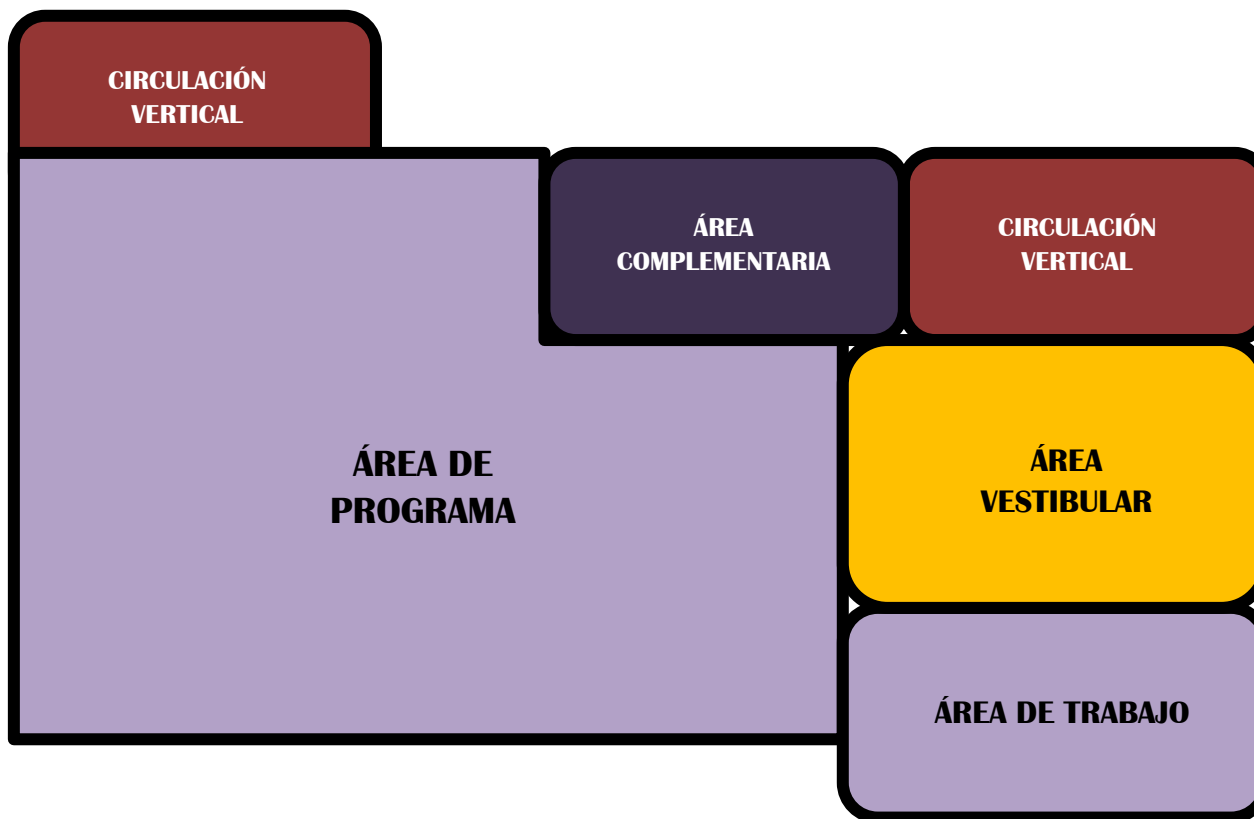 CIRCULACIÓN
VERTICAL
ÁREA
COMPLEMENTARIA
CIRCULACIÓN
VERTICAL
ÁREA DE
PROGRAMA
ÁREA
VESTIBULAR
ÁREA DE TRABAJO